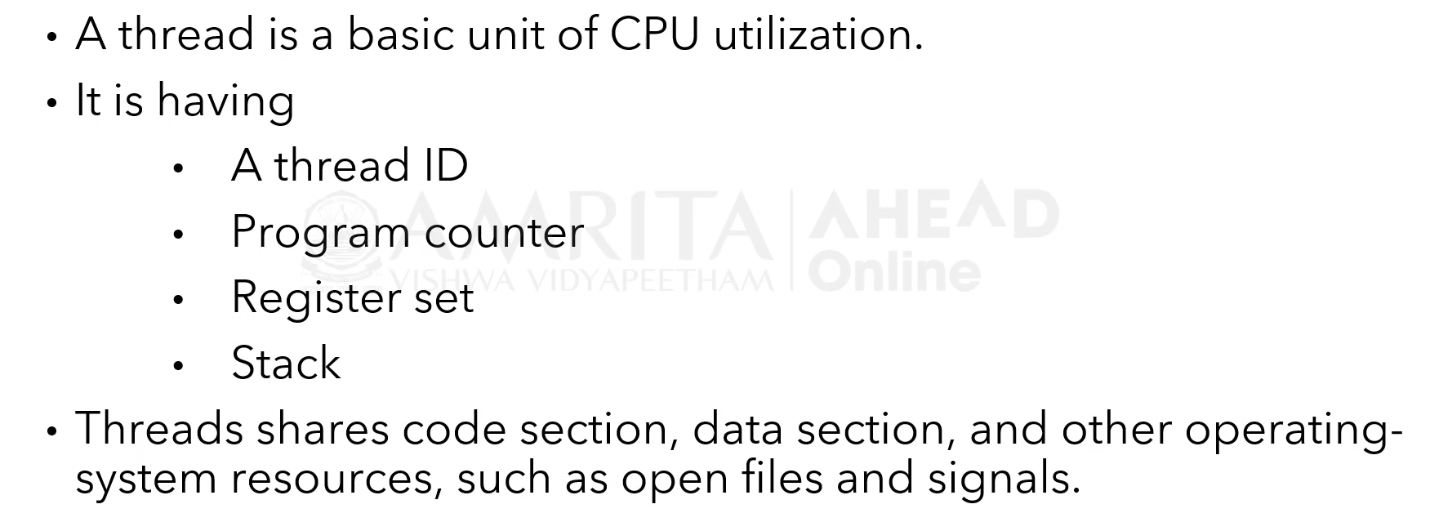 • A thread is a basic unit of CPU utilization.
• It is having
• A thread ID
• Program counter
• Register set
• Stack
• Threads shares code section, data section, and other operating-
system resources, such as open files and signals.
AMRITA
VISHWA VIDYAPEETHAM
AHEAD
Online